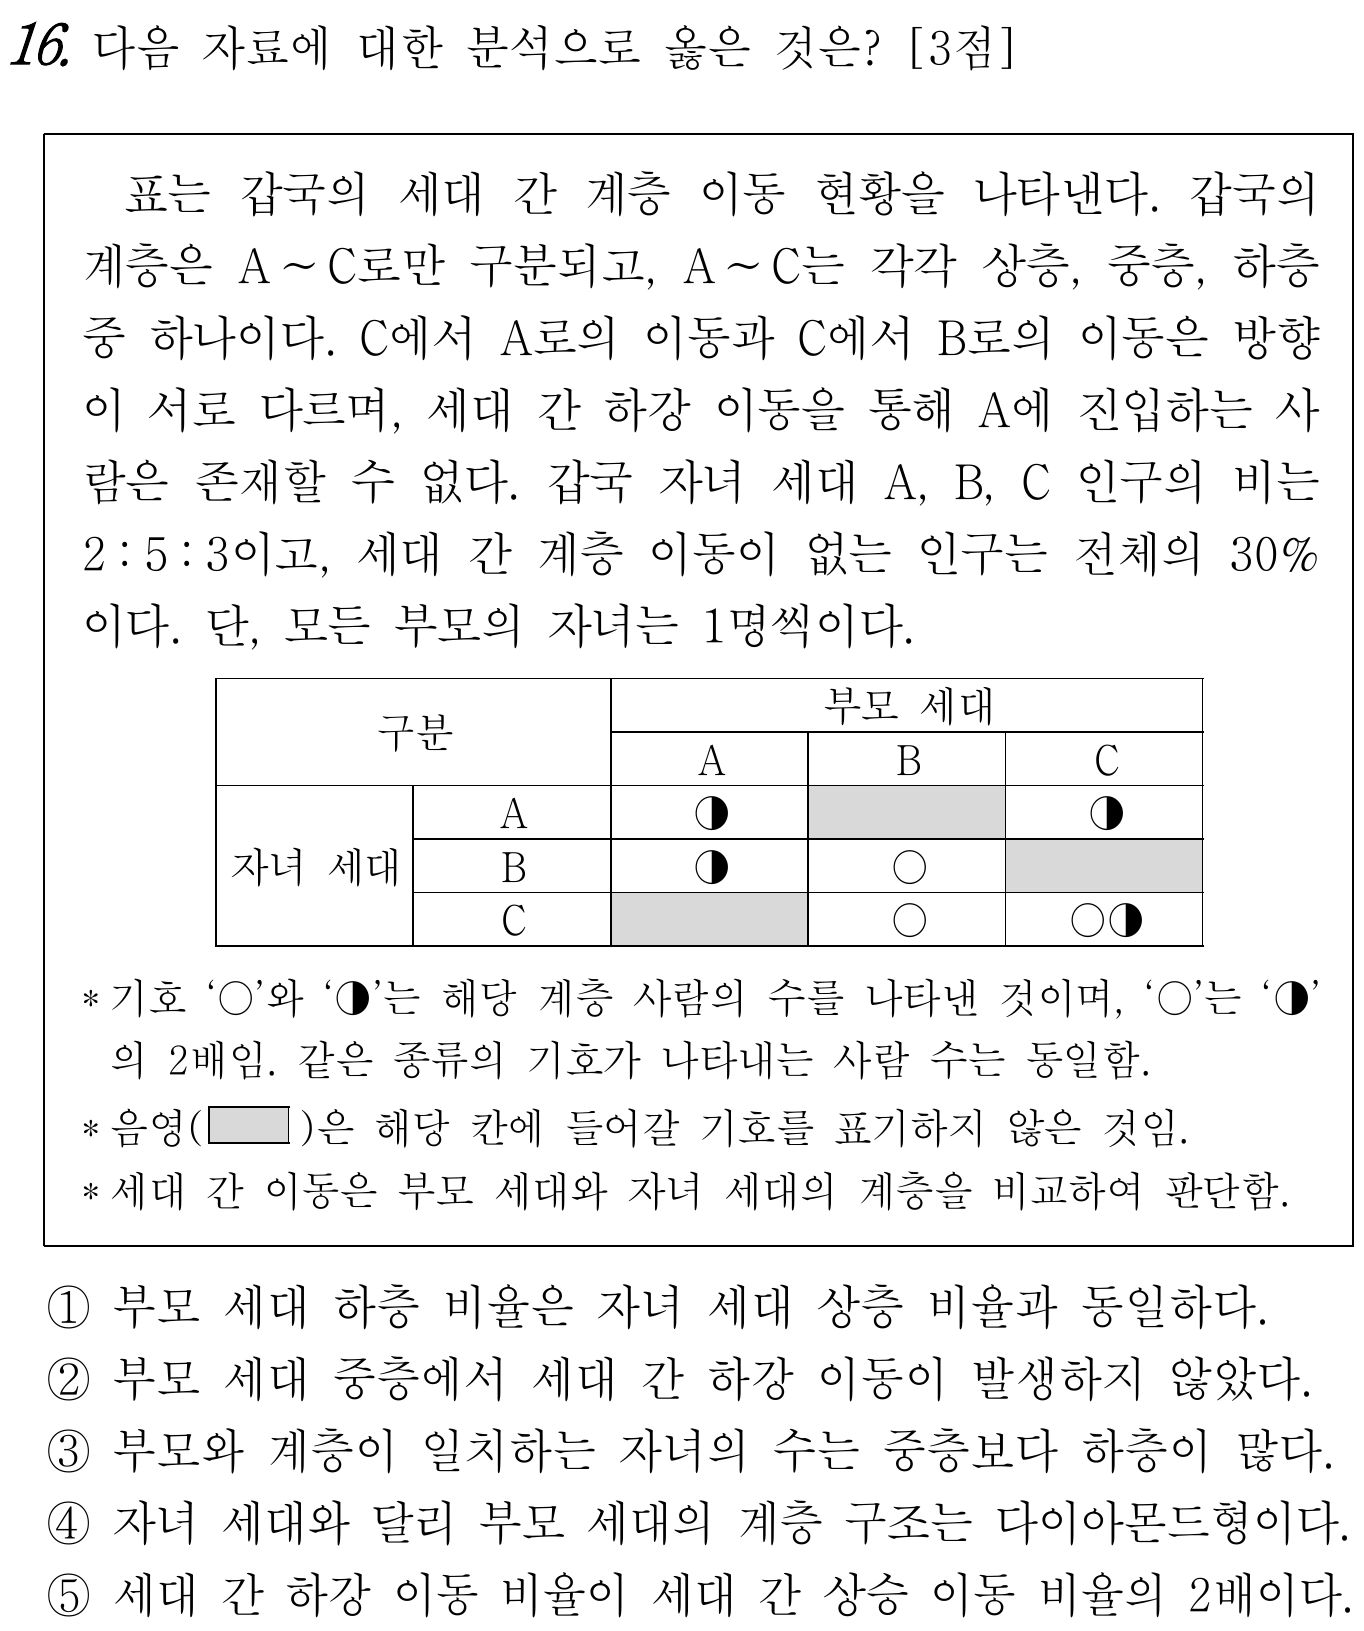 16. 다음 자료에 대한 분석으로 옳은 것은? [3점]
표는 갑국의 세대 간 계층 이동 현황을 나타낸다. 갑국의
계층은 A~C로만 구분되고, A~C는 각각 상층, 중층, 하층
중 하나이다. C에서 A로의 이동과 C에서 B로의 이동은 방향
이 서로 다르며, 세대 간 하강 이동을 통해 A에 진입하는 사
람은 존재할 수 없다. 갑국 자녀 세대 A, B, C 인구의 비는
2:5:3이고, 세대 간 계층 이동이 없는 인구는 전체의 30%
이다. 단, 모든 부모의 자녀는 1명씩이다.
구분 부모 세대
A B C
자녀 세대 A ◑ ◑
B ◑ ○
C ○ ○◑
* 기호 ‘○’와 ‘◑’는 해당 계층 사람의 수를 나타낸 것이며, ‘○’는 ‘◑’
의 2배임. 같은 종류의 기호가 나타내는 사람 수는 동일함.
* 음영( )은 해당 칸에 들어갈 기호를 표기하지 않은 것임.
* 세대 간 이동은 부모 세대와 자녀 세대의 계층을 비교하여 판단함.
① 부모 세대 하층 비율은 자녀 세대 상층 비율과 동일하다.
② 부모 세대 중층에서 세대 간 하강 이동이 발생하지 않았다.
③ 부모와 계층이 일치하는 자녀의 수는 중층보다 하층이 많다.
④ 자녀 세대와 달리 부모 세대의 계층 구조는 다이아몬드형이다.
⑤ 세대 간 하강 이동 비율이 세대 간 상승 이동 비율의 2배이다.